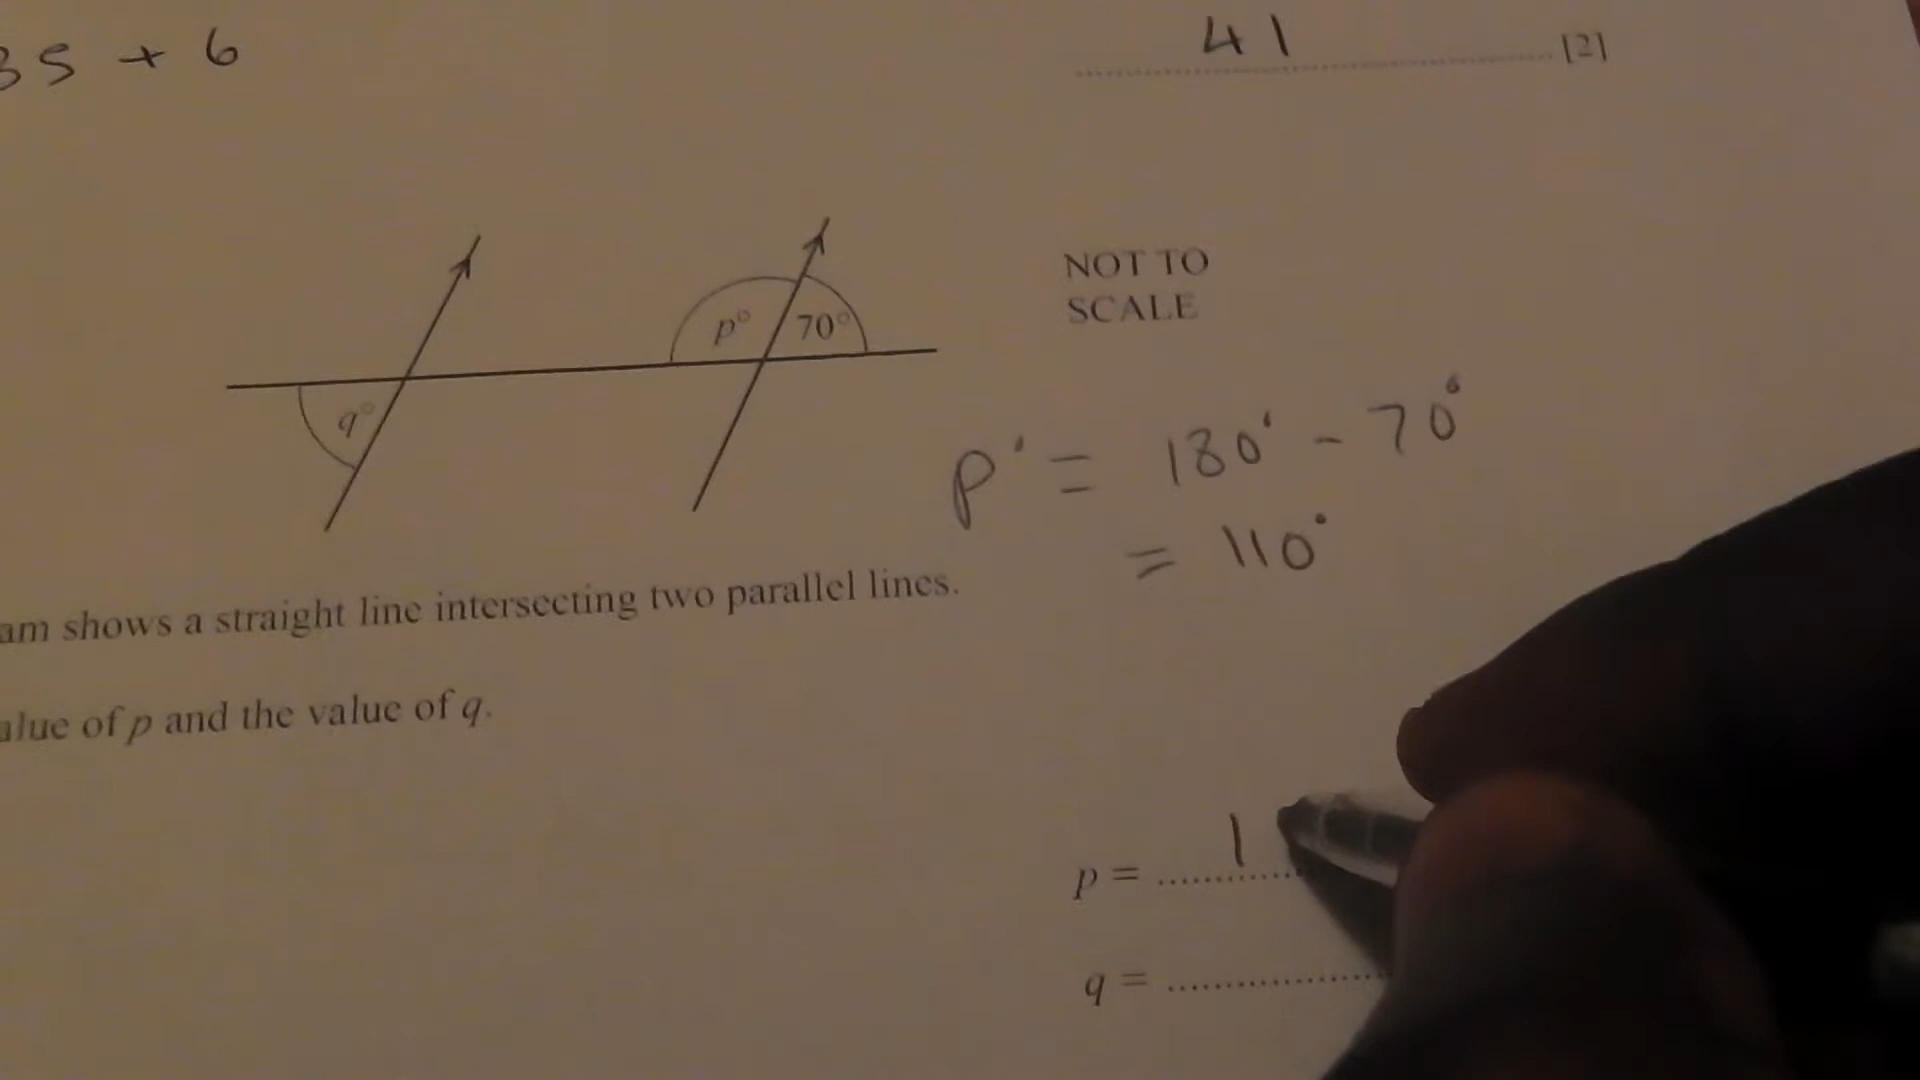 35 + 6
41 [2]
p° 70°
q°
NOT TO
SCALE
p° = 180° - 70°
= 110°
am shows a straight line intersecting two parallel lines.
alue of p and the value of q.
p = 1
q =